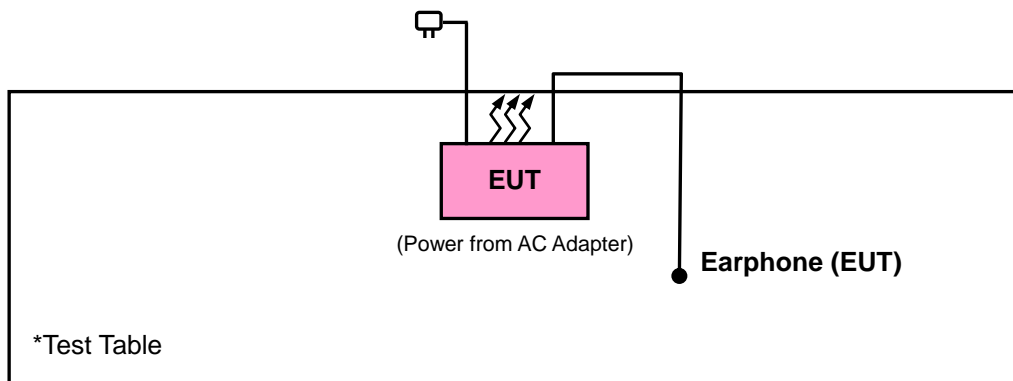 EUT
(Power from AC Adapter)
Earphone (EUT)
*Test Table